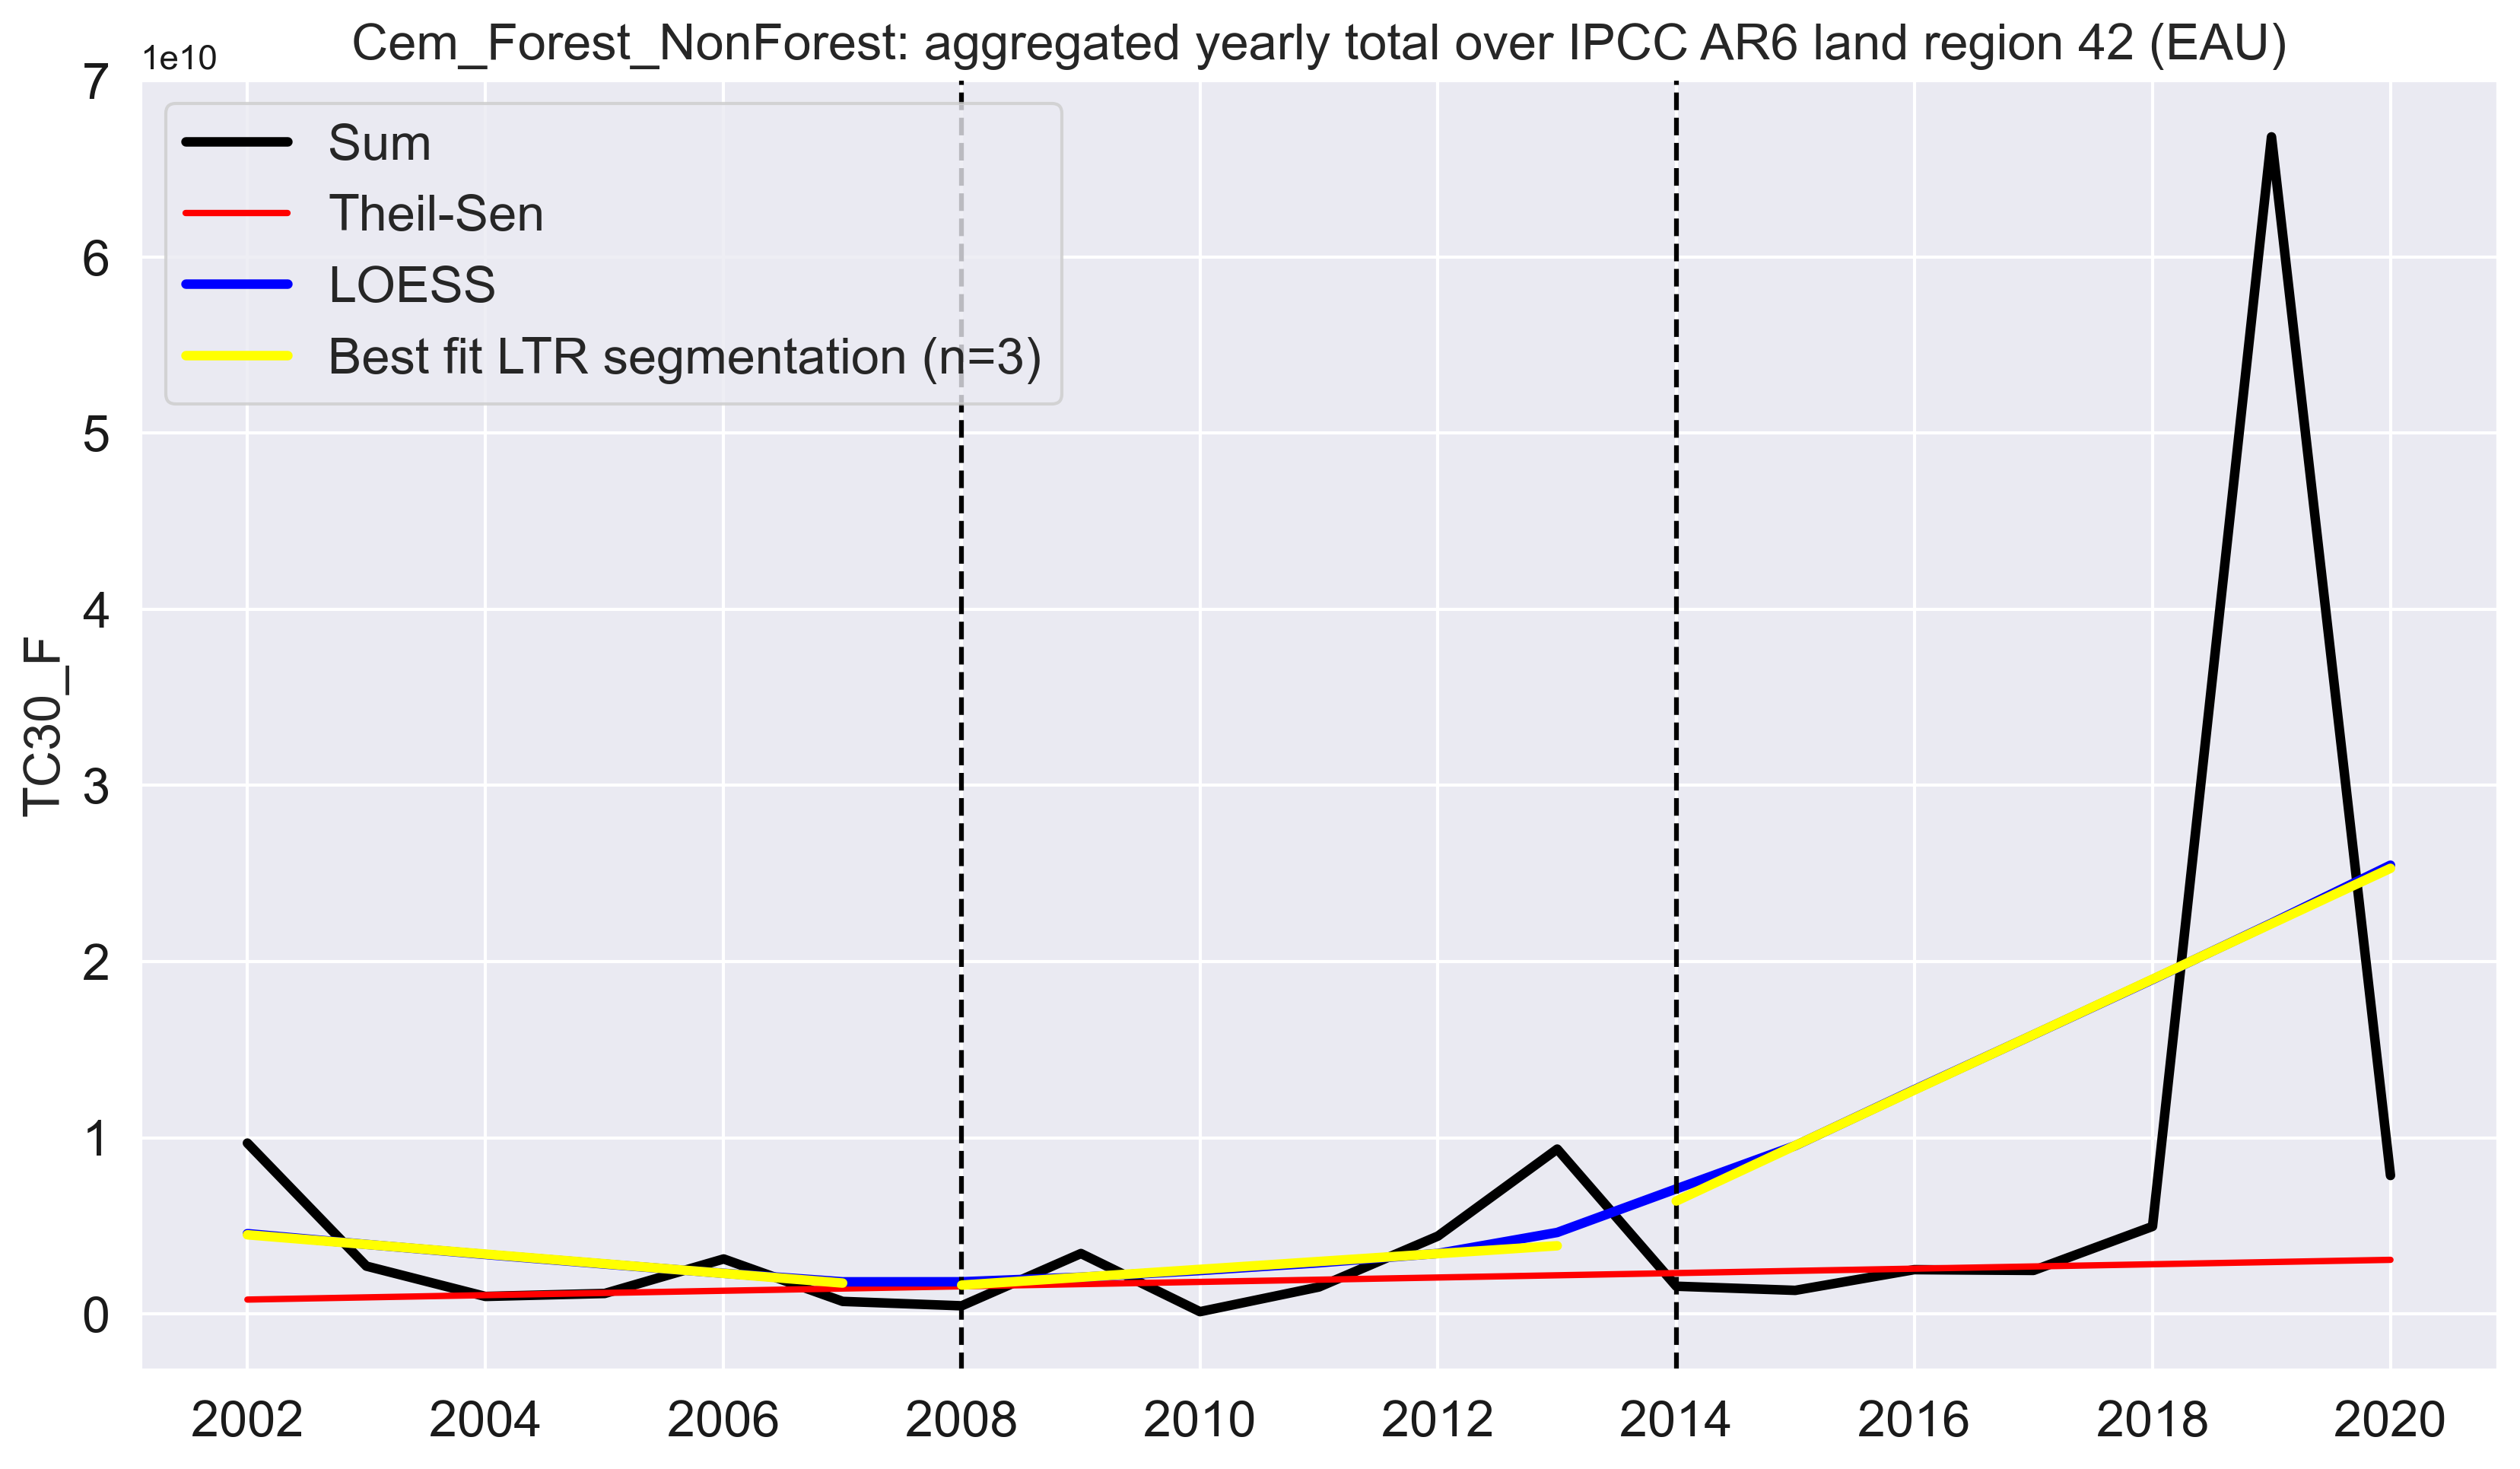 Cem_Forest_NonForest: aggregated yearly total over IPCC AR6 land region 42 (EAU)
1e10
7
6
5
4
3
2
1
0
TC30_F
Sum
Theil-Sen
LOESS
Best fit LTR segmentation (n=3)
2002 2004 2006 2008 2010 2012 2014 2016 2018 2020